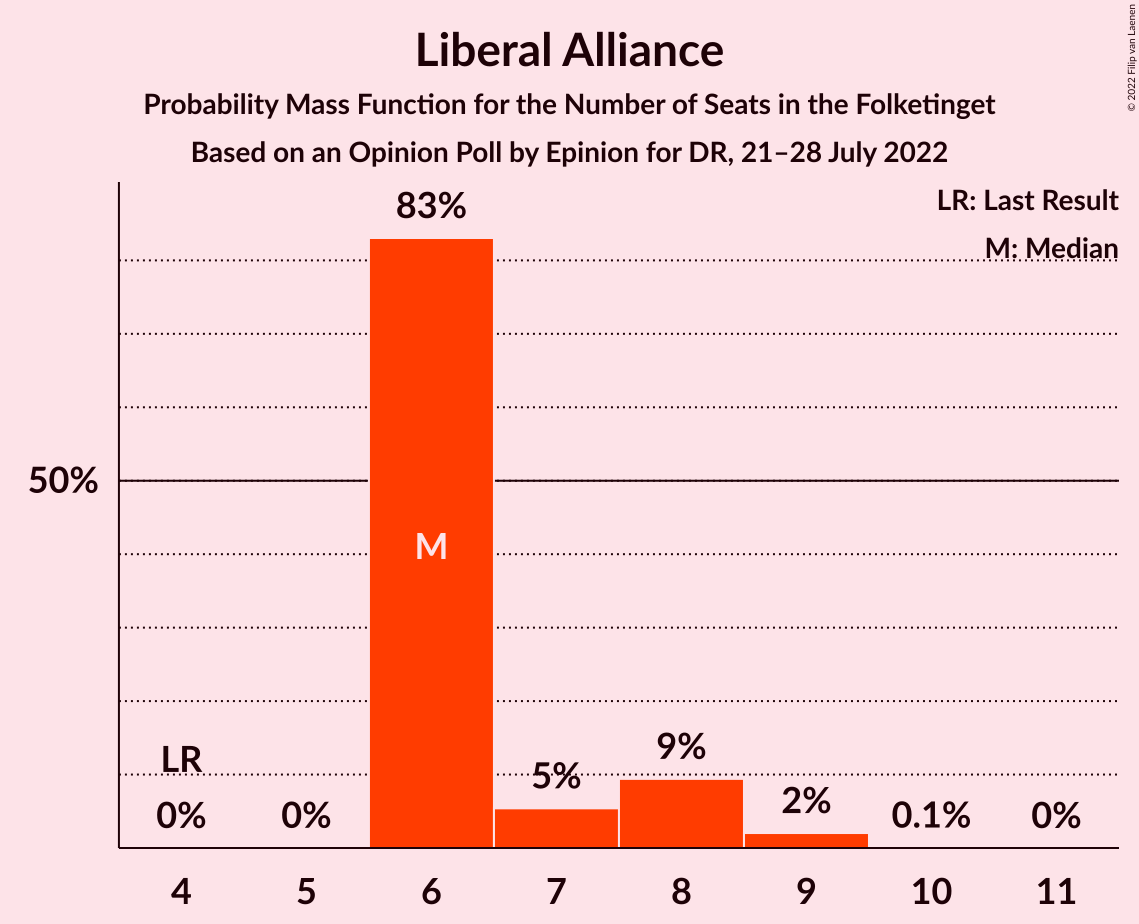 Liberal Alliance
Probability Mass Function for the Number of Seats in the Folketinget
Based on an Opinion Poll by Epinion for DR, 21–28 July 2022
© 2022 Filip van Laenen
LR: Last Result
M: Median
83%
50%
M
LR
0%
0%
5%
9%
2%
0.1%
0%
4
5
6
7
8
9
10
11